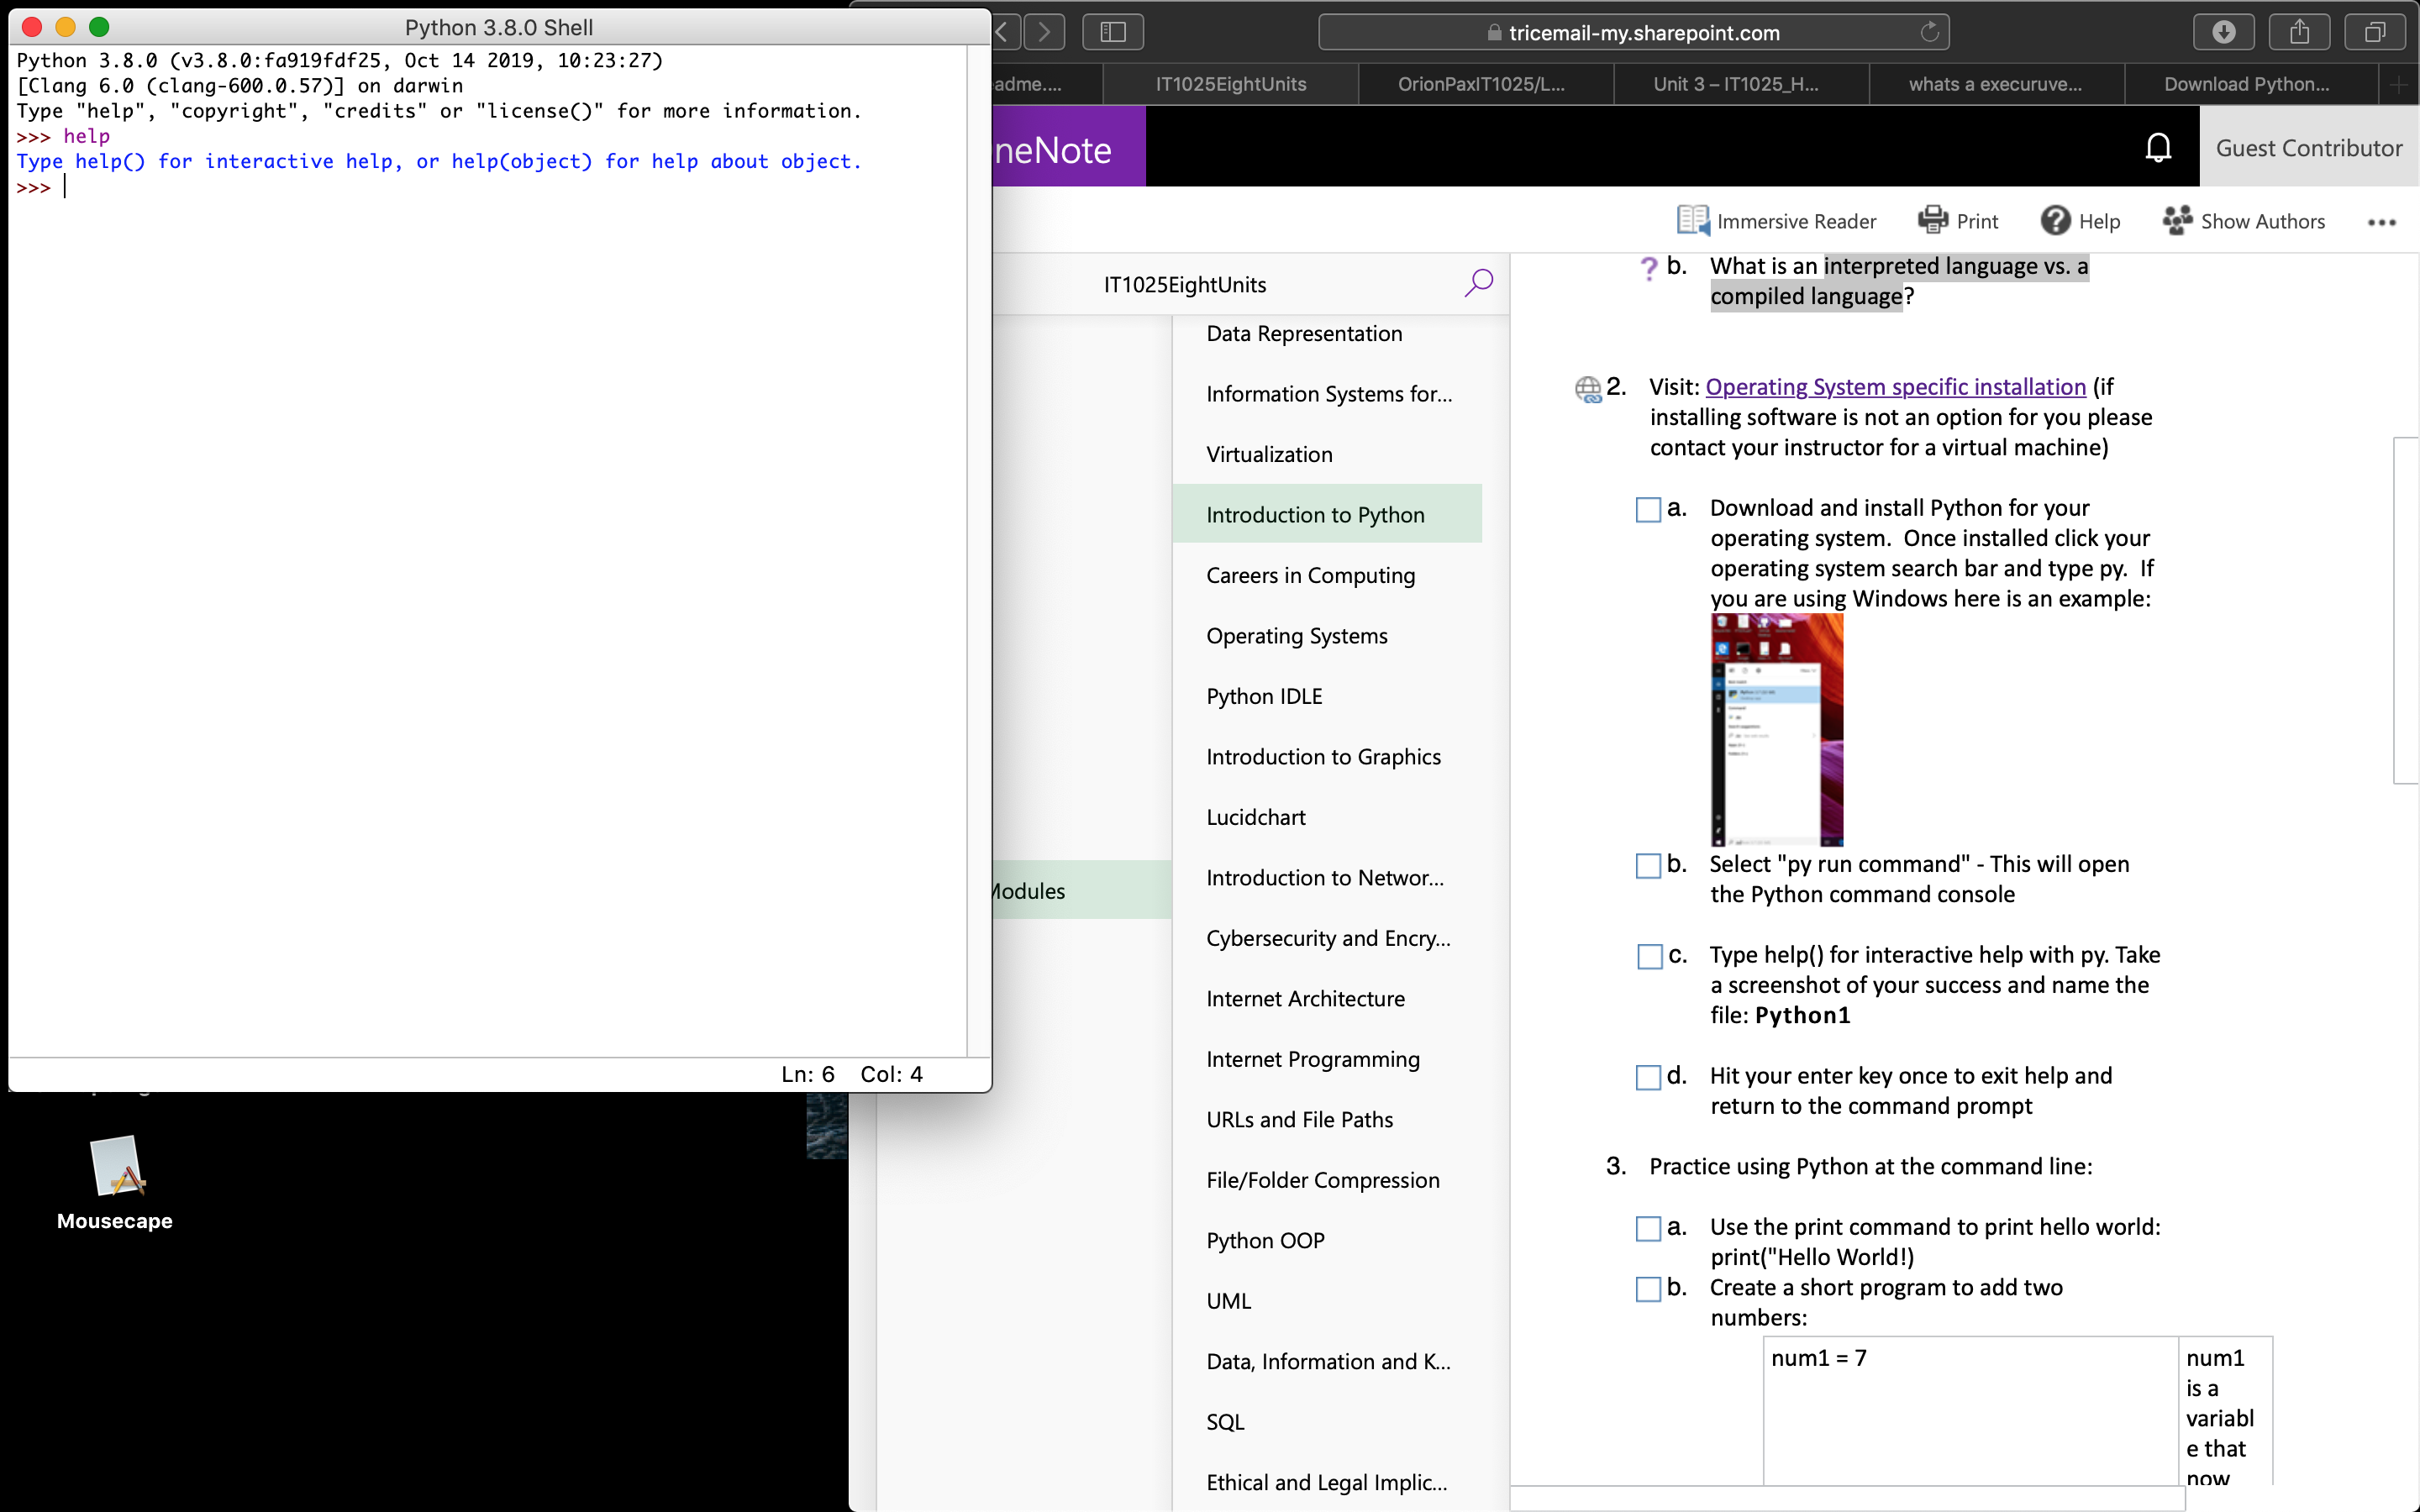 Python 3.8.0 Shell
Python 3.8.0 (v3.8.0:fa919fdf25, Oct 14 2019, 10:23:27)
[Clang 6.0 (clang-600.0.57)] on darwin
Type "help", "copyright", "credits" or "license()" for more information.
>>> help
Type help() for interactive help, or help(object) for help about object.
>>>
Ln: 6 Col: 4
Mousecape
tricemail-my.sharepoint.com
adme....
IT1025EightUnits
OrionPaxIT1025/L...
Unit 3 – IT1025_H...
whats a execuruve...
Download Python...
neNote
Guest Contributor
Immersive Reader
Print
Help
Show Authors
IT1025EightUnits
Modules
Data Representation
Information Systems for...
Virtualization
Introduction to Python
Careers in Computing
Operating Systems
Python IDLE
Introduction to Graphics
Lucidchart
Introduction to Networ...
Cybersecurity and Encry...
Internet Architecture
Internet Programming
URLs and File Paths
File/Folder Compression
Python OOP
UML
Data, Information and K...
SQL
Ethical and Legal Implic...
? b. What is an interpreted language vs. a
compiled language?
2. Visit: Operating System specific installation (if
installing software is not an option for you please
contact your instructor for a virtual machine)
a. Download and install Python for your
operating system. Once installed click your
operating system search bar and type py. If
you are using Windows here is an example:
b. Select "py run command" - This will open
the Python command console
c. Type help() for interactive help with py. Take
a screenshot of your success and name the
file: Python1
d. Hit your enter key once to exit help and
return to the command prompt
3. Practice using Python at the command line:
a. Use the print command to print hello world:
print("Hello World!)
b. Create a short program to add two
numbers:
num1 = 7
num1
is a
variabl
e that
now